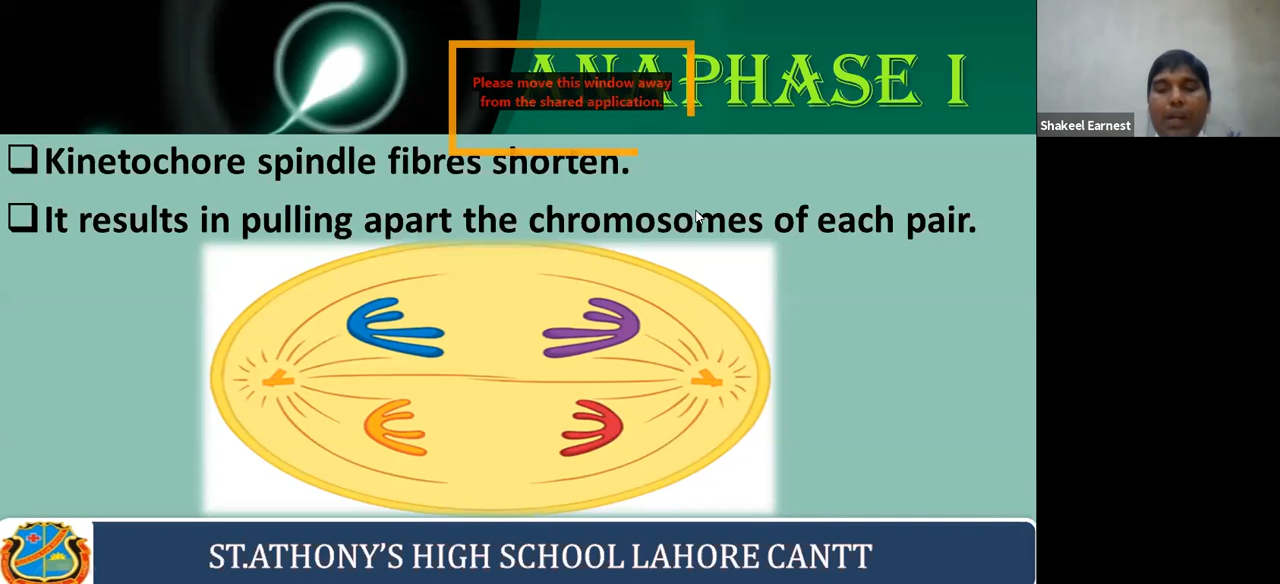 ANAPHASE I
Please move this window away
from the shared application.
Shakeel Earnest
Kinetochore spindle fibres shorten.
It results in pulling apart the chromosomes of each pair.
ST.ATHONY'S HIGH SCHOOL LAHORE CANTT